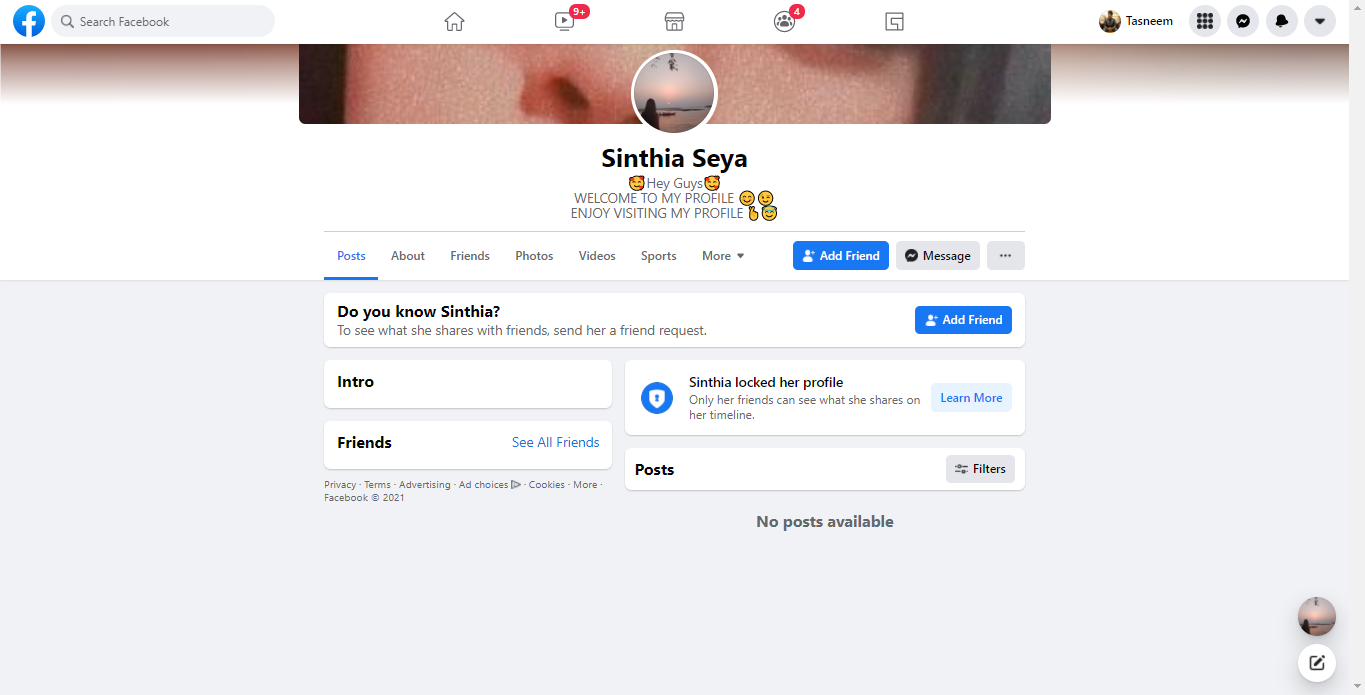 Search Facebook
9+
4
Tasneem
Sinthia Seya
🥰Hey Guys🥰
WELCOME TO MY PROFILE 😊😉
ENJOY VISITING MY PROFILE 🫰😇
Posts About Friends Photos Videos Sports More
Add Friend
Message
Do you know Sinthia?
To see what she shares with friends, send her a friend request.
Add Friend
Intro
Friends
See All Friends
Privacy · Terms · Advertising · Ad choices · Cookies · More ·
Facebook © 2021
Sinthia locked her profile
Only her friends can see what she shares on
her timeline.
Learn More
Posts
Filters
No posts available